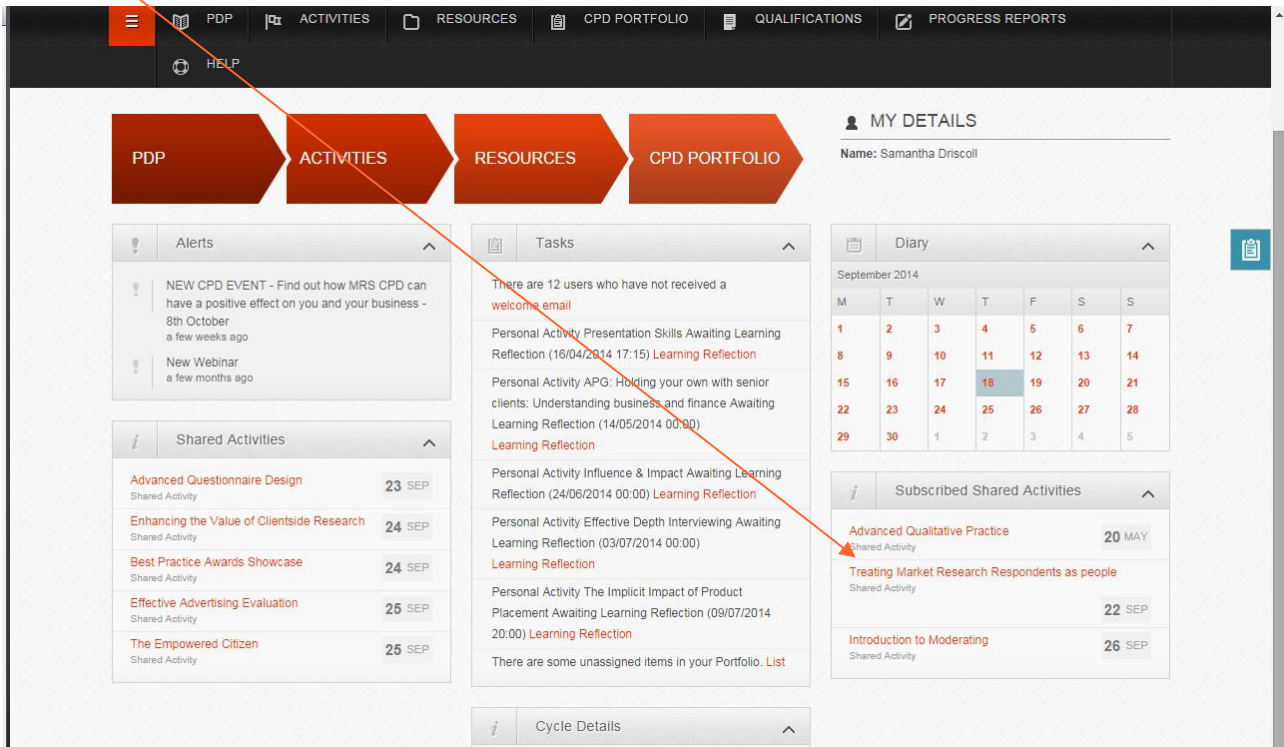 PDP
ACTIVITIES
RESOURCES
CPD PORTFOLIO
QUALIFICATIONS
PROGRESS REPORTS
HELP
PDP
ACTIVITIES
RESOURCES
CPD PORTFOLIO
MY DETAILS
Name: Samantha Driscoll
Alerts
NEW CPD EVENT - Find out how MRS CPD can
have a positive effect on you and your business -
8th October
a few weeks ago
New Webinar
a few months ago
Shared Activities
Advanced Questionnaire Design
Shared Activity
23 SEP
Enhancing the Value of Clientside Research
Shared Activity
24 SEP
Best Practice Awards Showcase
Shared Activity
24 SEP
Effective Advertising Evaluation
Shared Activity
25 SEP
The Empowered Citizen
Shared Activity
25 SEP
Tasks
There are 12 users who have not received a
welcome email
Personal Activity Presentation Skills Awaiting Learning
Reflection (16/04/2014 17:15) Learning Reflection
Personal Activity APG: Holding your own with senior
clients: Understanding business and finance Awaiting
Learning Reflection (14/05/2014 00:00)
Learning Reflection
Personal Activity Influence & Impact Awaiting Learning
Reflection (24/06/2014 00:00) Learning Reflection
Personal Activity Effective Depth Interviewing Awaiting
Learning Reflection (03/07/2014 00:00)
Learning Reflection
Personal Activity The Implicit Impact of Product
Placement Awaiting Learning Reflection (09/07/2014
20:00) Learning Reflection
There are some unassigned items in your Portfolio. List
Cycle Details
Diary
September 2014
M T W T F S S
1 2 3 4 5 6 7
8 9 10 11 12 13 14
15 16 17 18 19 20 21
22 23 24 25 26 27 28
29 30 1 2 3 4 5
Subscribed Shared Activities
Advanced Qualitative Practice
Shared Activity
20 MAY
Treating Market Research Respondents as people
Shared Activity
22 SEP
Introduction to Moderating
Shared Activity
26 SEP